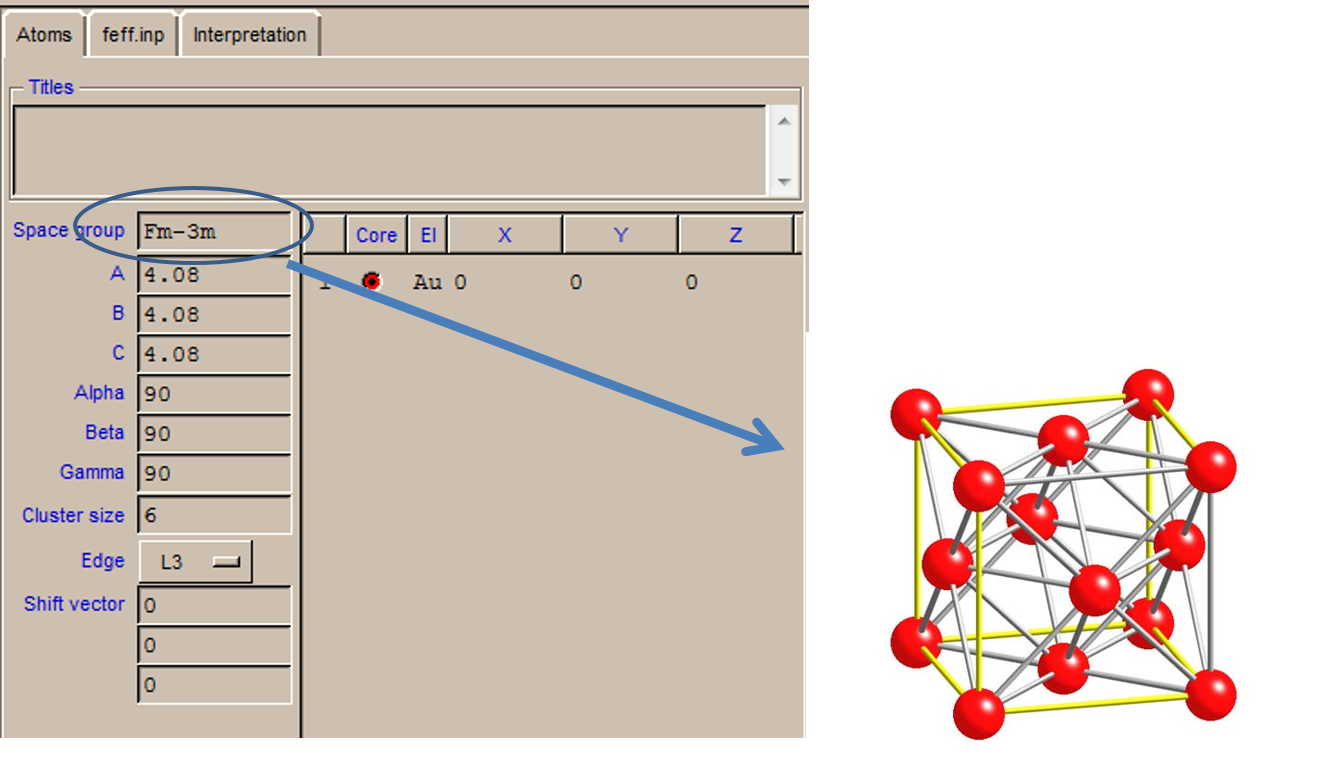 Atoms feff.inp Interpretation
Titles
Space group Fm-3m
Core El X Y Z
A 4.08
1 Au 0 0 0
B 4.08
C 4.08
Alpha 90
Beta 90
Gamma 90
Cluster size 6
Edge L3
Shift vector 0
0
0